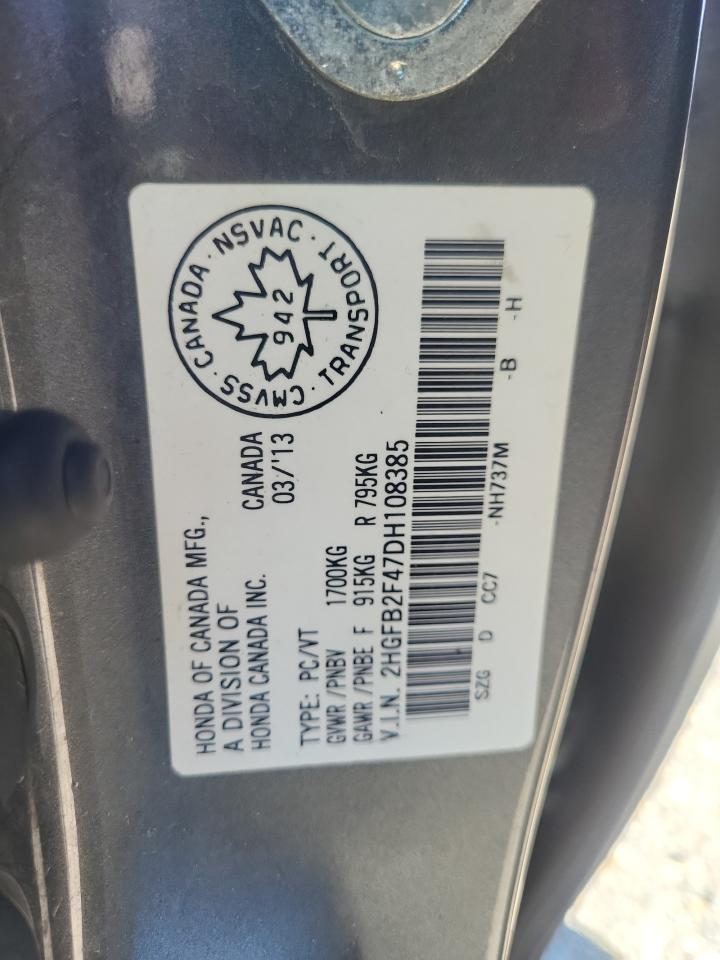 HONDA OF CANADA MFG.,
A DIVISION OF
HONDA CANADA INC.
CANADA
03/'13
CMVSS · CANADA · NSVAC · TRANSPORT ·
942
TYPE: PC/VT
GVWR /PNBV 1700KG
GAWR /PNBE F 915KG R 795KG
V.I.N. 2HGFB2F47DH108385
SZG D CC7 -NH737M -B -H